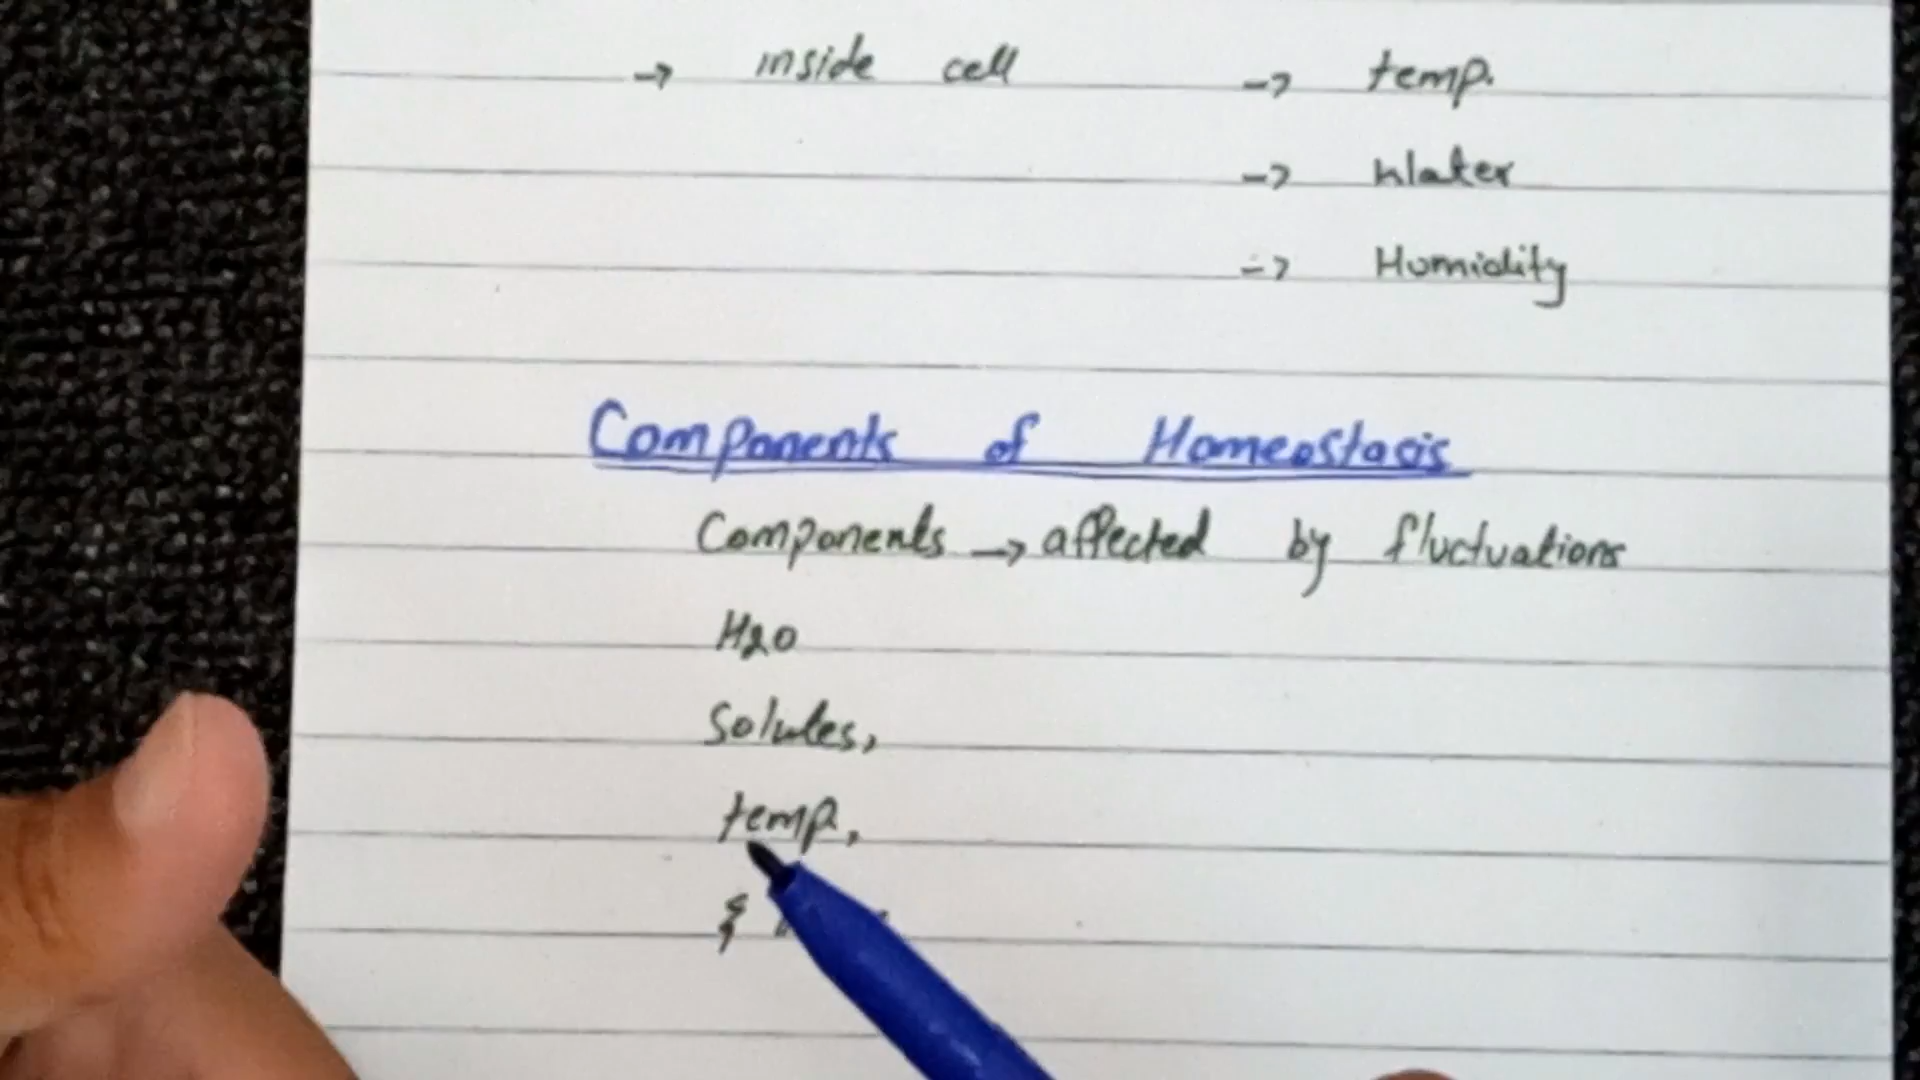 → inside cell → temp.
→ Water
→ Humidity
Components of Homeostasis
Components → affected by fluctuations
H2O
Solutes,
temp,
&